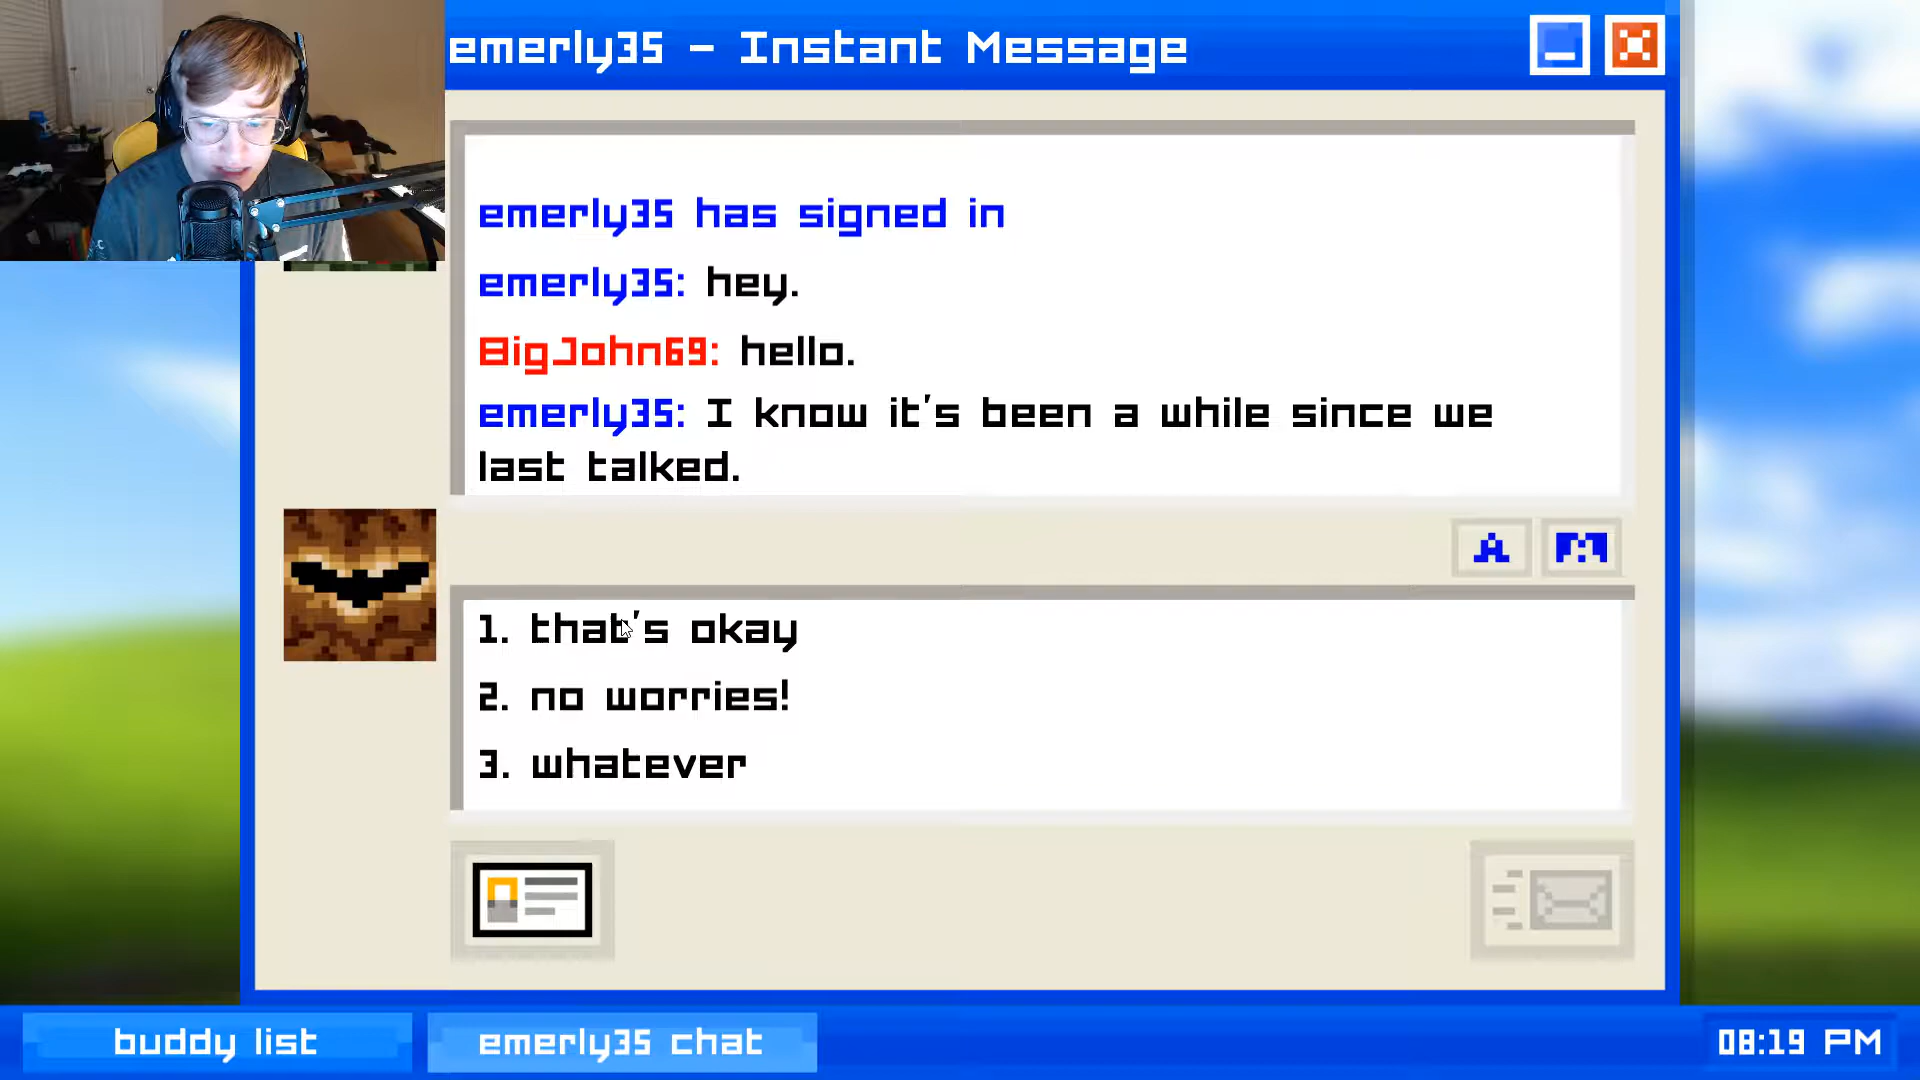 emerly35 - Instant Message
emerly35 has signed in
emerly35: hey.
BigJohn69: hello.
emerly35: I know it's been a while since we
last talked.
A
1. that's okay
2. no worries!
3. whatever
buddy list
emerly35 chat
08:19 PM